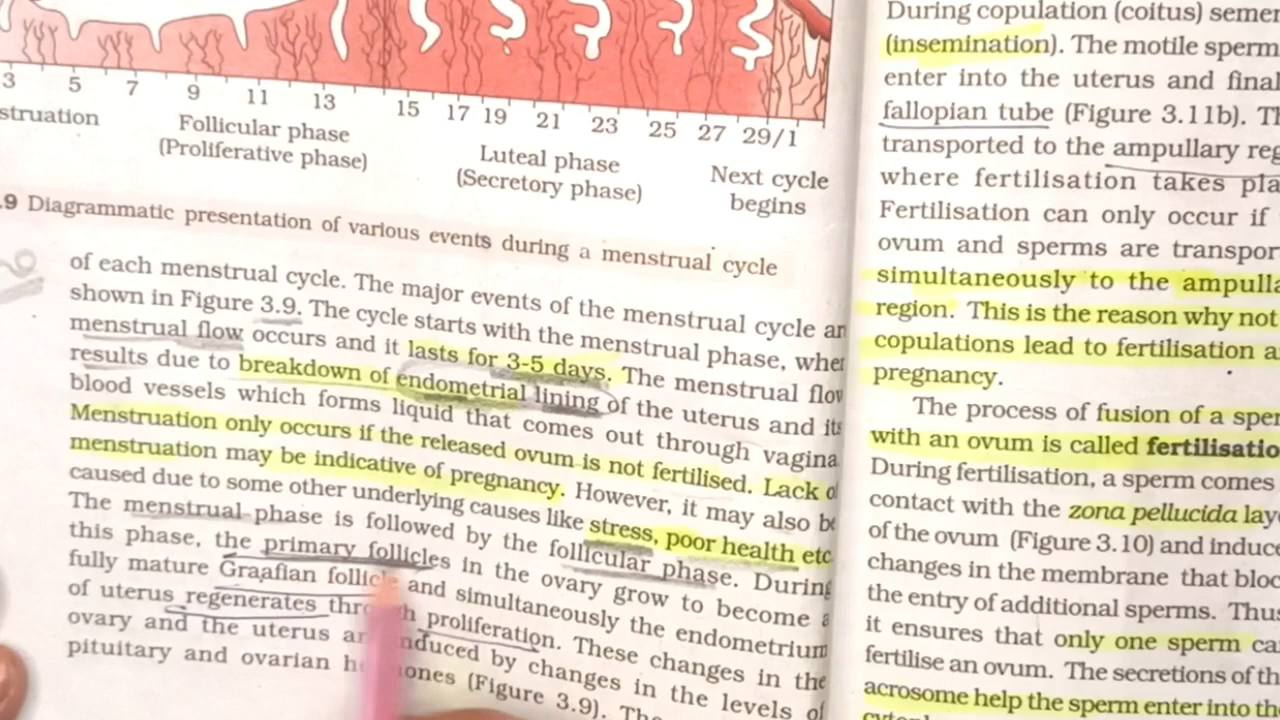 3 5 7 9 11 13 15 17 19 21 23 25 27 29/1
struation
Follicular phase
(Proliferative phase)
Luteal phase
(Secretory phase)
Next cycle
begins
.9 Diagrammatic presentation of various events during a menstrual cycle
of each menstrual cycle. The major events of the menstrual cycle ar
shown in Figure 3.9. The cycle starts with the menstrual phase, wher
menstrual flow occurs and it lasts for 3-5 days. The menstrual flow
results due to breakdown of endometrial lining of the uterus and its
blood vessels which forms liquid that comes out through vagina
Menstruation only occurs if the released ovum is not fertilised. Lack o
menstruation may be indicative of pregnancy. However, it may also be
caused due to some other underlying causes like stress, poor health etc
The menstrual phase is followed by the follicular phase. During
this phase, the primary follicles in the ovary grow to become a
fully mature Graafian follic and simultaneously the endometrium
of uterus regenerates thr h proliferation. These changes in the
ovary and the uterus ar nduced by changes in the levels of
pituitary and ovarian h ones (Figure 3.9). The
During copulation (coitus) semen
(insemination). The motile sperm
enter into the uterus and final
fallopian tube (Figure 3.11b). Th
transported to the ampullary reg
where fertilisation takes pla
Fertilisation can only occur if
ovum and sperms are transpor
simultaneously to the ampulla
region. This is the reason why not
copulations lead to fertilisation a
pregnancy.
The process of fusion of a sper
with an ovum is called fertilisatio
During fertilisation, a sperm comes
contact with the zona pellucida lay
of the ovum (Figure 3.10) and induce
changes in the membrane that bloc
the entry of additional sperms. Thus
it ensures that only one sperm ca
fertilise an ovum. The secretions of th
acrosome help the sperm enter into th